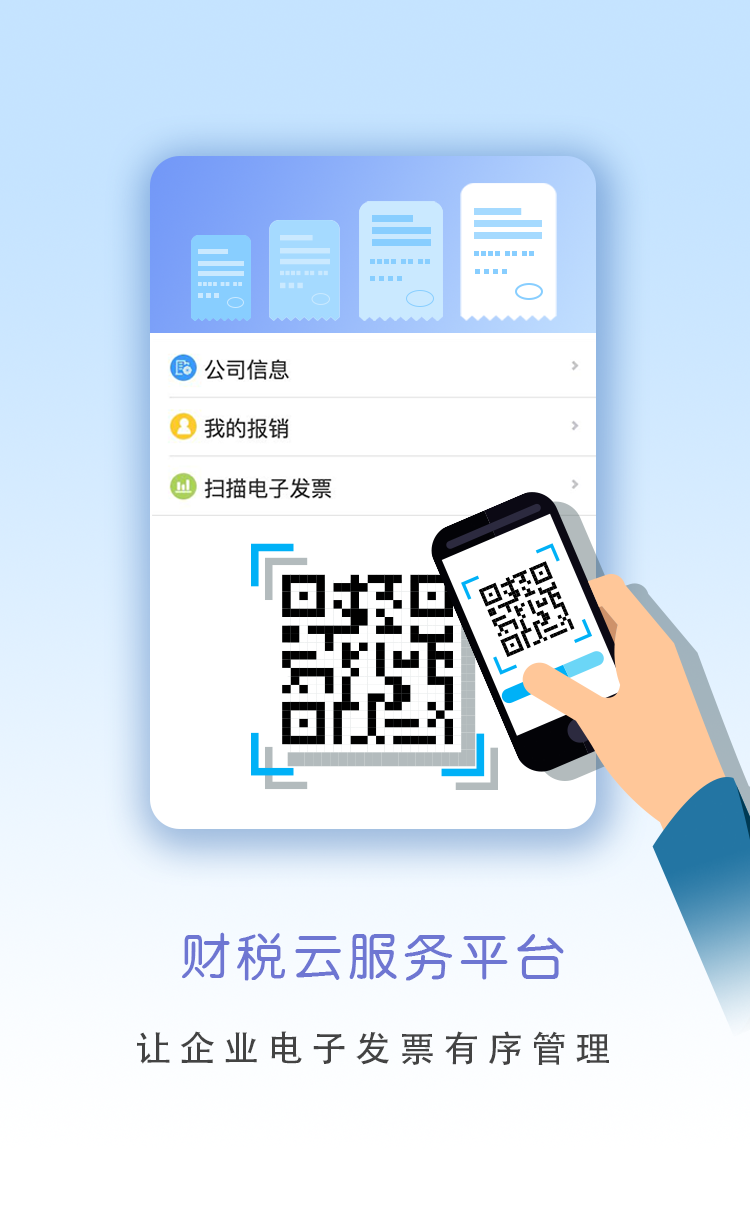 公司信息
我的报销
扫描电子发票
财税云服务平台
让企业电子发票有序管理